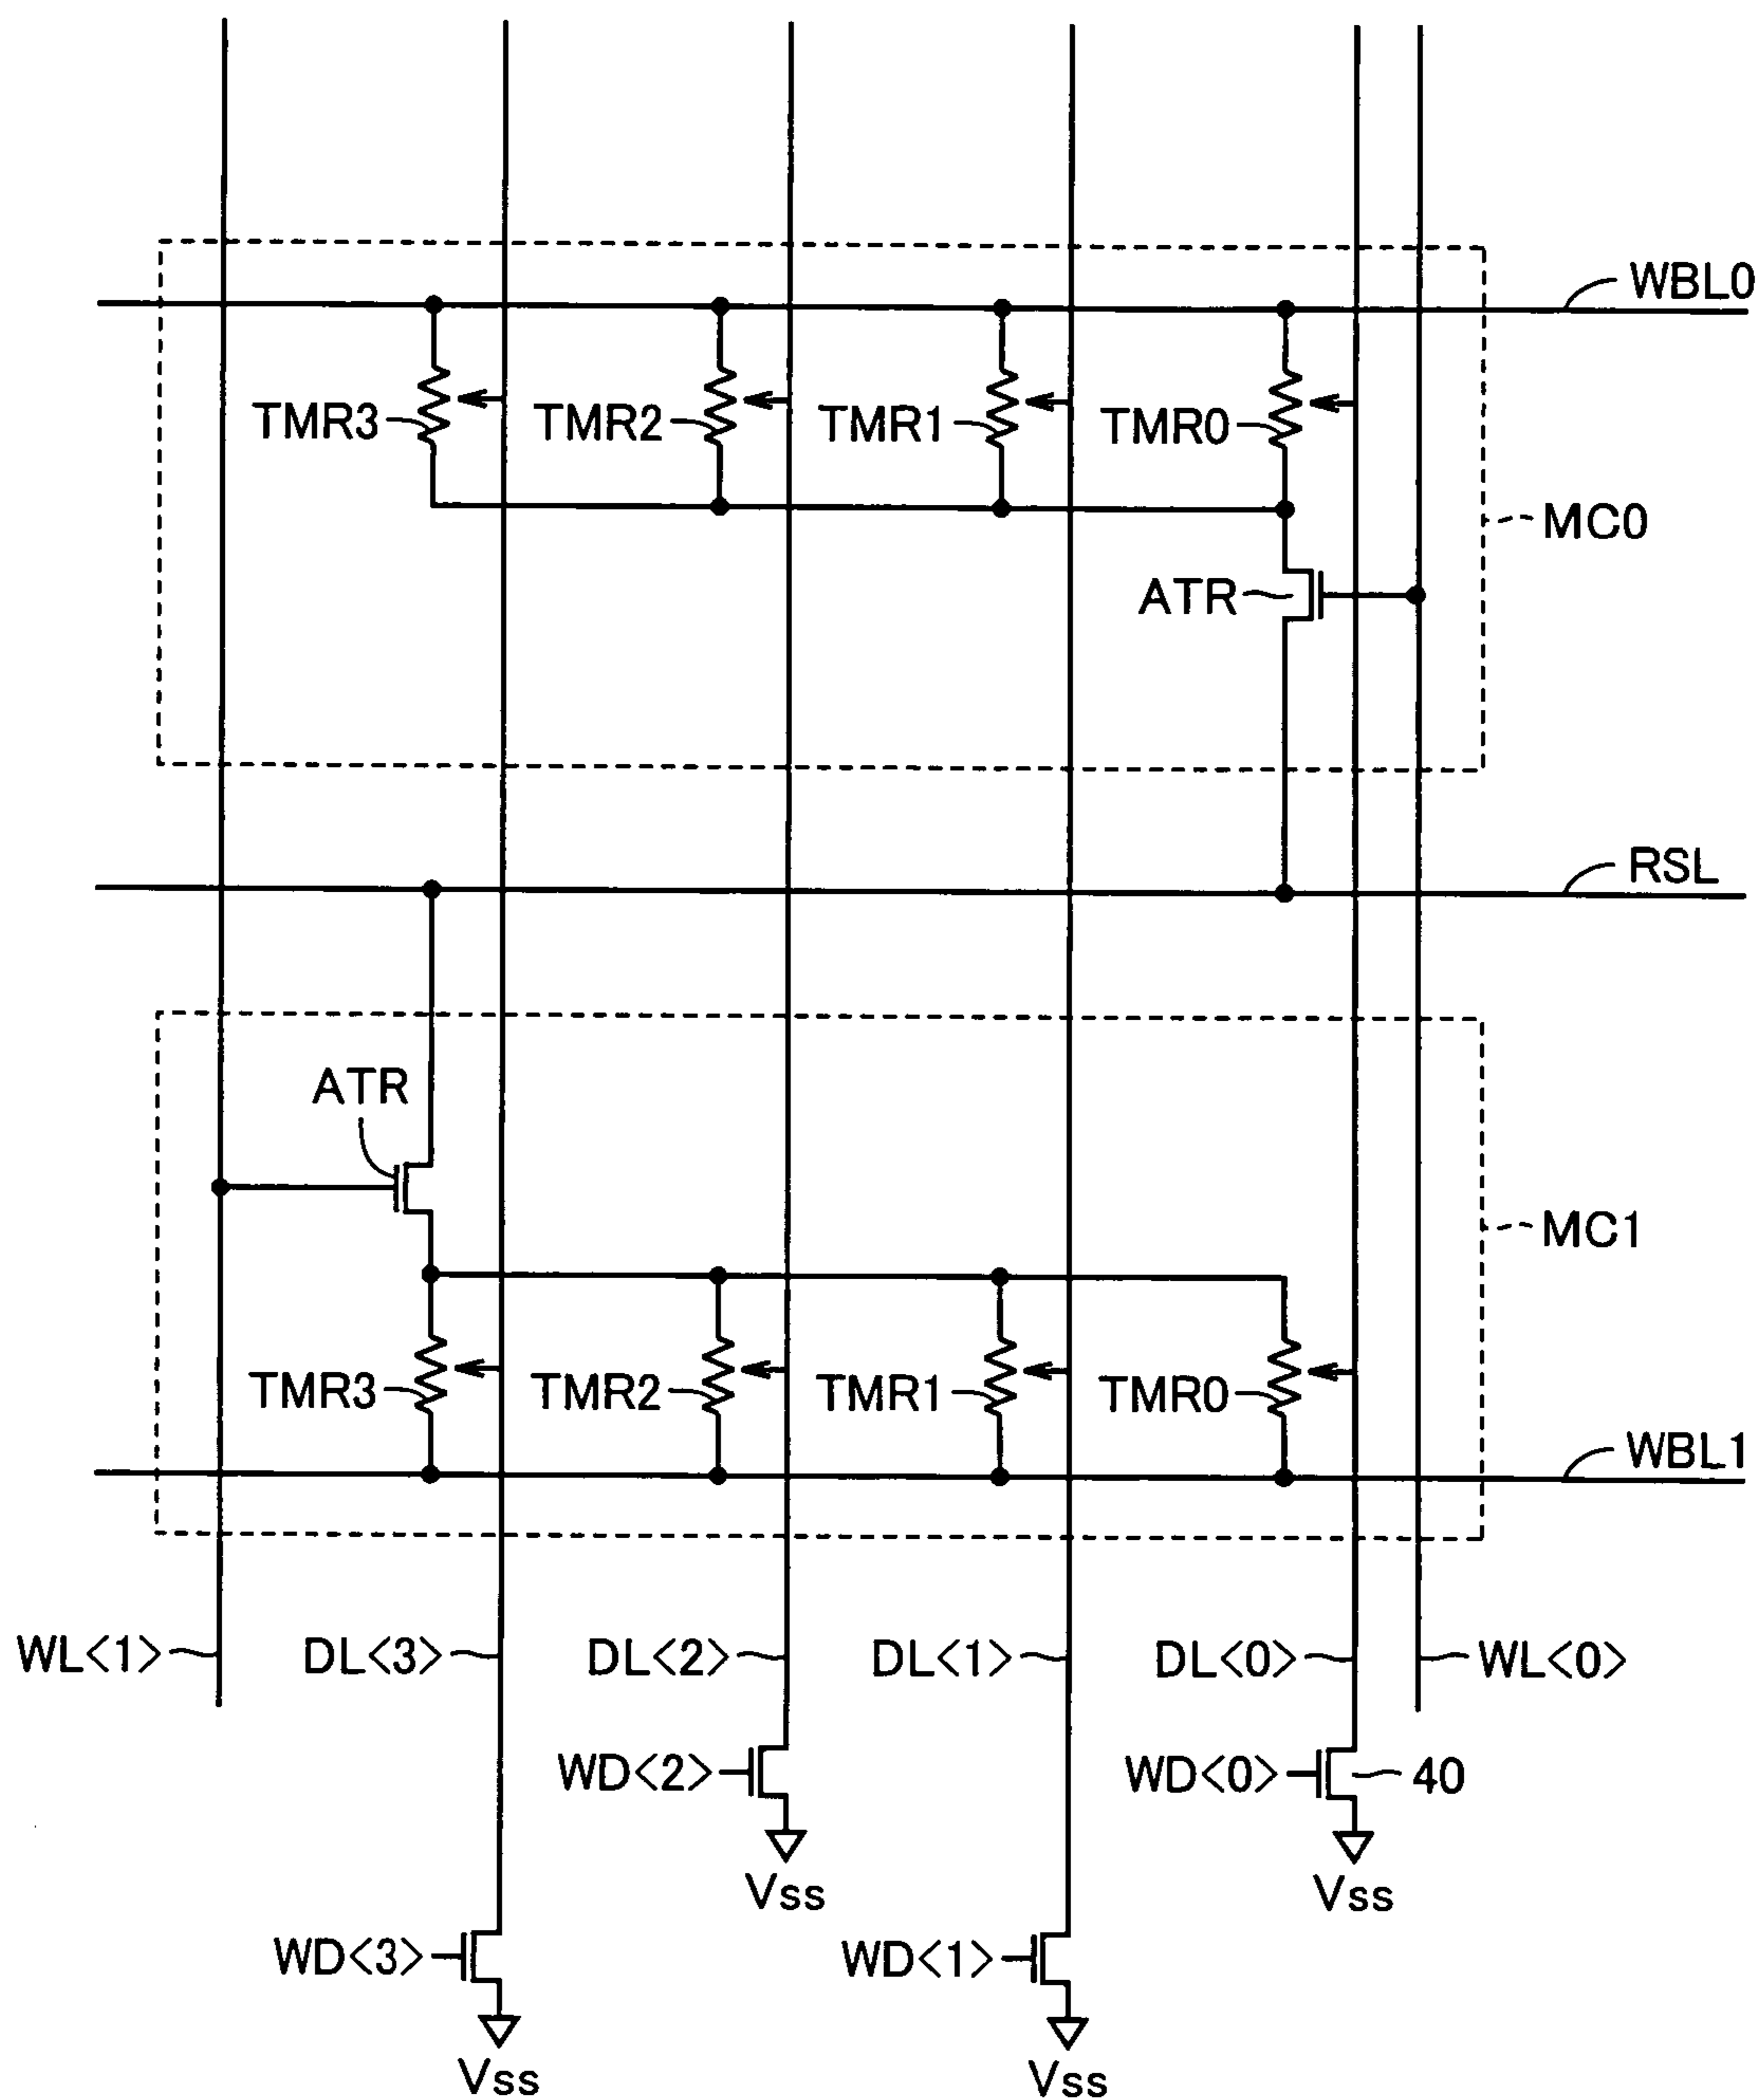 WBL0
TMR3
TMR2
TMR1
TMR0
MC0
ATR
RSL
ATR
MC1
TMR3
TMR2
TMR1
TMR0
WBL1
WL<1>
DL<3>
DL<2>
DL<1>
DL<0>
WL<0>
WD<2>
WD<0>
40
Vss
Vss
WD<3>
WD<1>
Vss
Vss